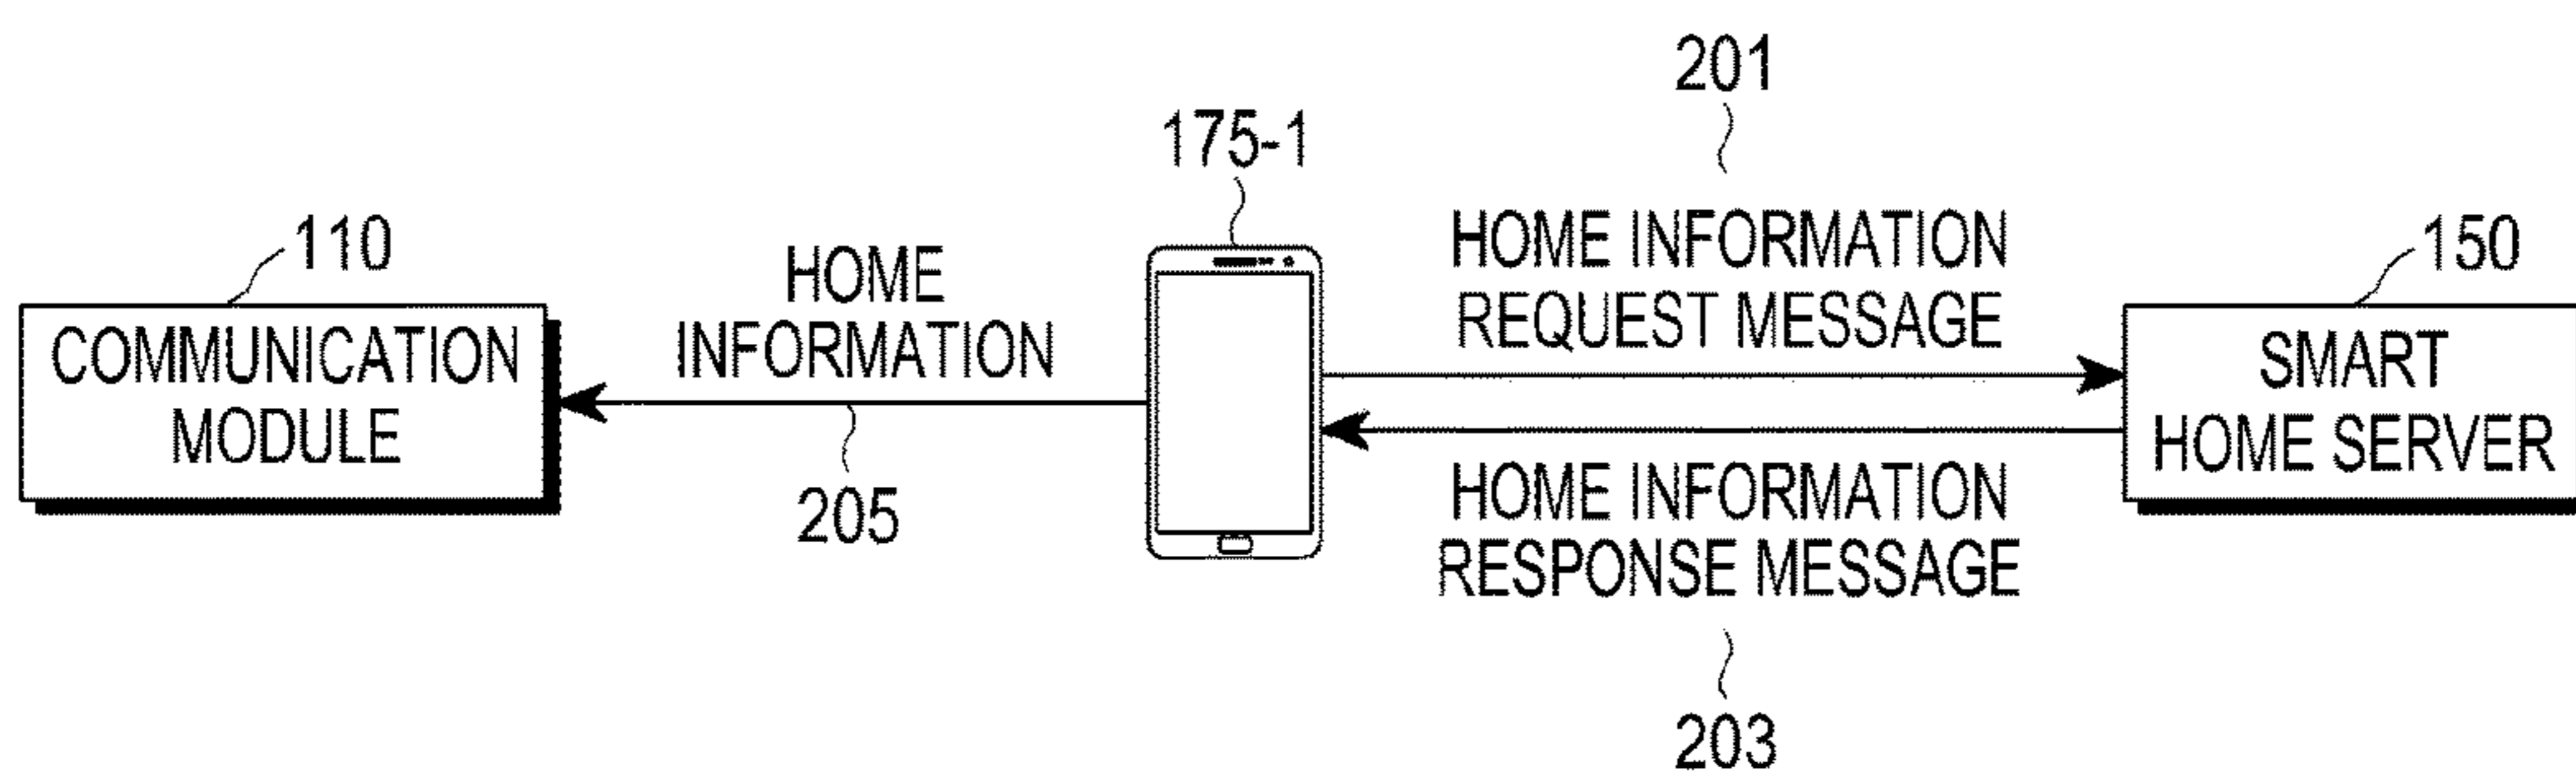 201
175-1
110
HOME
INFORMATION
HOME INFORMATION
REQUEST MESSAGE
150
COMMUNICATION
MODULE
SMART
HOME SERVER
205
HOME INFORMATION
RESPONSE MESSAGE
203